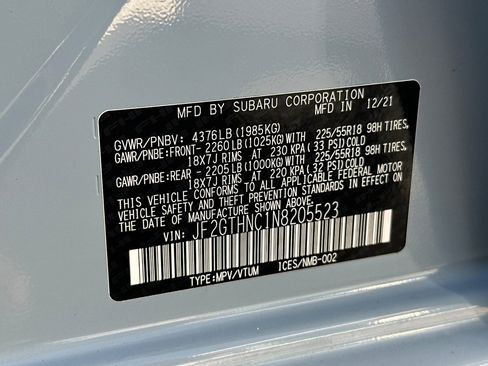 MFD BY SUBARU CORPORATION 12/21
GVWR/PNBV: 4376LB(1985KG)
GAWR/PNBE:FRONT-2260LB(1025KG)WITH 225/55R18 98H TIRES,
18X7J RIMS AT 230 KPA(33 PSI)COLD
GAWR/PNBE:REAR -2205LB(1000KG)WITH 225/55R18 98H TIRES,
18X7J RIMS AT 220 KPA(32 PSI)COLD
THIS VEHICLE CONFORMS TO ALL APPLICABLE FEDERAL MOTOR
VEHICLE SAFETY AND THEFT PREVENTION STANDARDS IN EFFECT ON
THE DATE OF MANUFACTURE SHOWN ABOVE.
VIN: JF2GTHNC1N8205523
TYPE:MPV/VTUM ICES/NMB-002